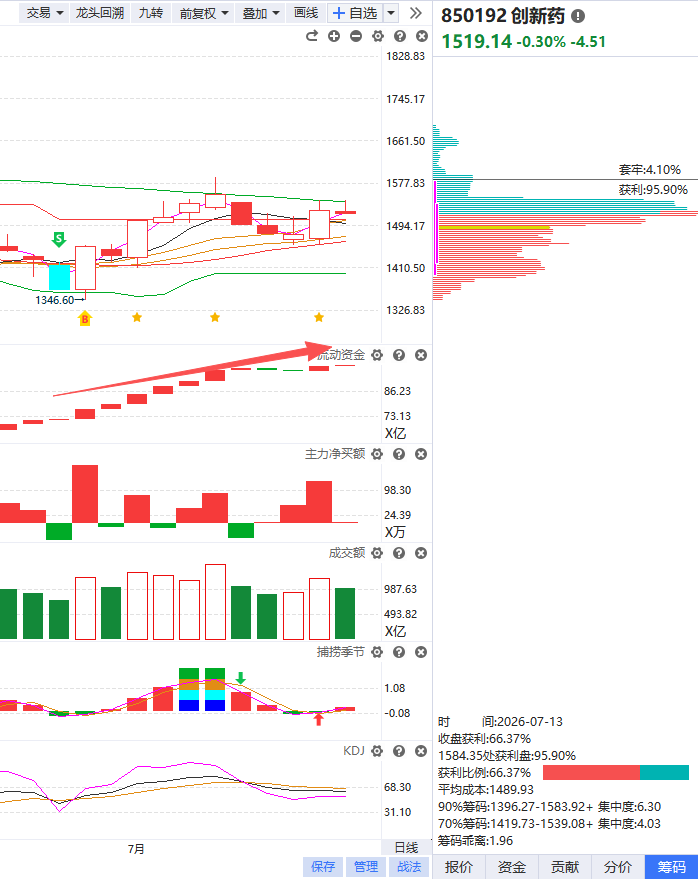 交易 龙头回溯 九转 前复权 叠加 画线 + 自选 >>
850192 创新药
1519.14 -0.30% -4.51
1828.83
1745.17
1661.50
1577.83
1494.17
1410.50
1326.83
套牢:4.10%
获利:95.90%
S
1346.60→
B
流动资金
86.23
73.13
X亿
主力净买额
98.30
24.39
X万
成交额
987.63
493.82
X亿
捕捞季节
1.08
-0.08
KDJ
68.30
31.10
7月
日线
保存 管理 战法
时 间:2026-07-13
收盘获利:66.37%
1584.35处获利盘:95.90%
获利比例:66.37%
平均成本:1489.93
90%筹码:1396.27-1583.92+ 集中度:6.30
70%筹码:1419.73-1539.08+ 集中度:4.03
筹码乖离:1.96
报价 资金 贡献 分价 筹码